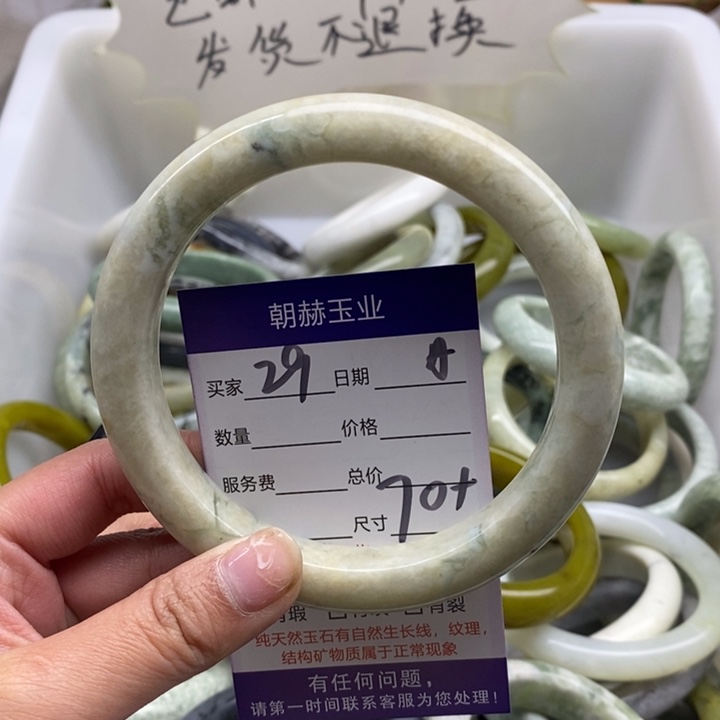 发货不退换
朝赫玉业
买家 29 日期 A
数量 价格
服务费 总价
尺寸 70+
有裂
纯天然玉石有自然生长线，纹理，
结构矿物质属于正常现象
有任何问题，
请第一时间联系客服为您处理！